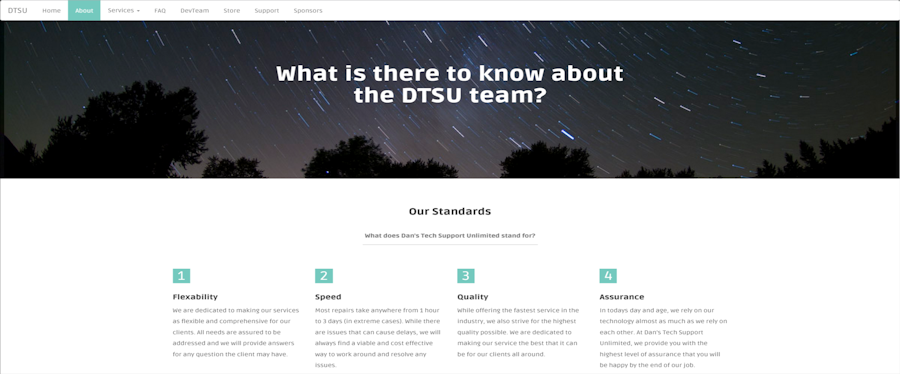 DTSU Home About Services FAQ DevTeam Store Support Sponsors
What is there to know about
the DTSU team?
Our Standards
What does Dan's Tech Support Unlimited stand for?
1
Flexability
We are dedicated to making our services
as flexible and comprehensive for our
clients. All needs are assured to be
addressed and we will provide answers
for any question the client may have.
2
Speed
Most repairs take anywhere from 1 hour
to 3 days (in extreme cases). While there
are issues that can cause delays, we will
always find a viable and cost effective
way to work around and resolve any
issues.
3
Quality
While offering the fastest service in the
industry, we also strive for the highest
quality possible. We are dedicated to
making our service the best that it can
be for our clients all around.
4
Assurance
In todays day and age, we rely on our
technology almost as much as we rely on
each other. At Dan's Tech Support
Unlimited, we provide you with the
highest level of assurance that you will
be happy by the end of our job.